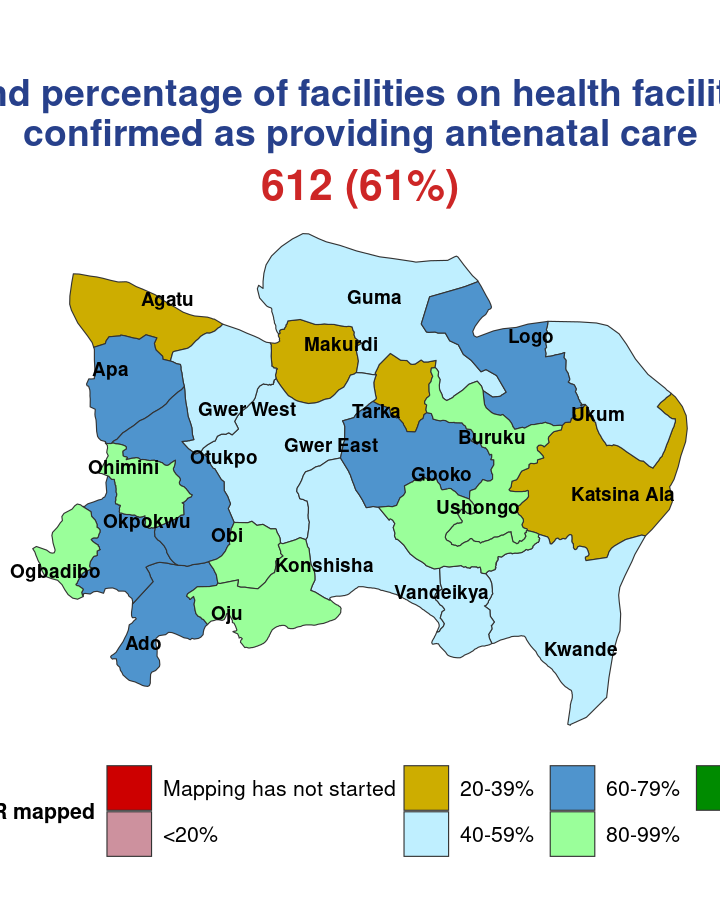 nd percentage of facilities on health facilit
confirmed as providing antenatal care
612 (61%)
Guma
Agatu
Logo
Makurdi
Apa
Gwer West
Tarka
Ukum
Buruku
Gwer East
Otukpo
Ohimini
Gboko
Katsina Ala
Ushongo
Okpokwu
Obi
Konshisha
Ogbadibo
Vandeikya
Oju
Ado
Kwande
R mapped
Mapping has not started
20-39%
60-79%
<20%
40-59%
80-99%